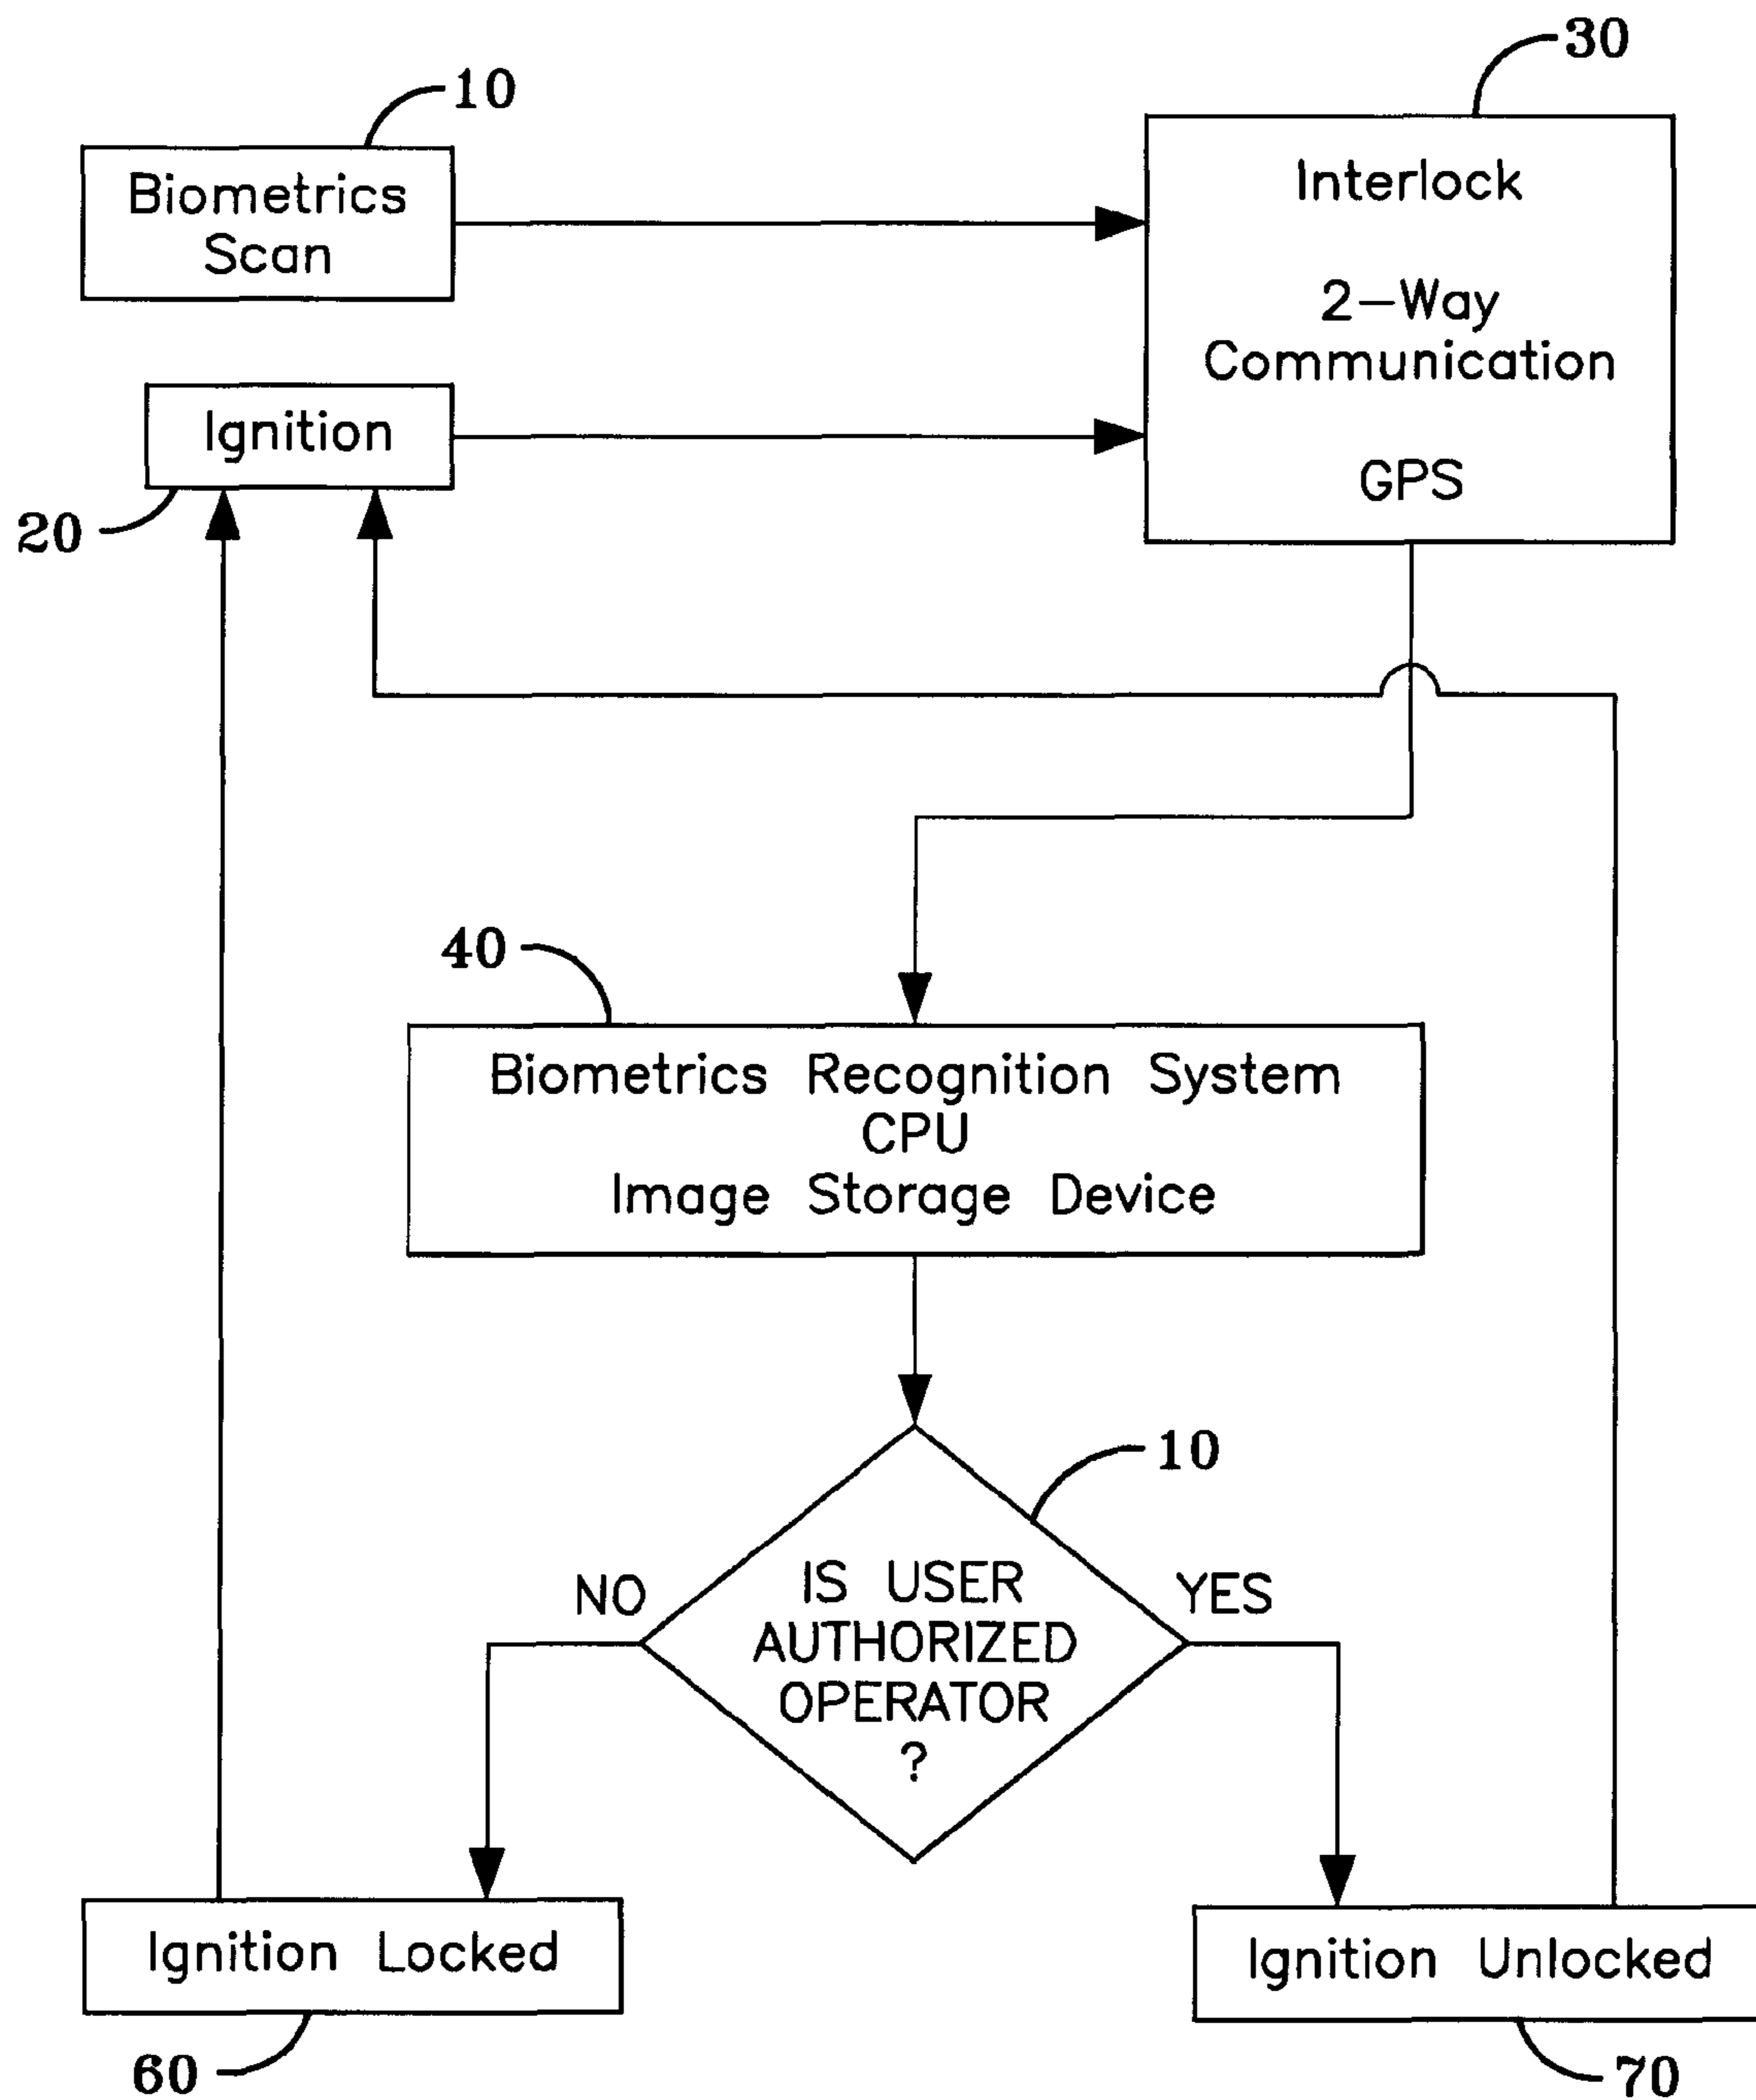 30
10
Biometrics
Scan
Interlock
2-Way
Communication
GPS
Ignition
20
40
Biometrics Recognition System
CPU
Image Storage Device
10
NO
YES
IS USER
AUTHORIZED
OPERATOR
?
Ignition Locked
Ignition Unlocked
60
70